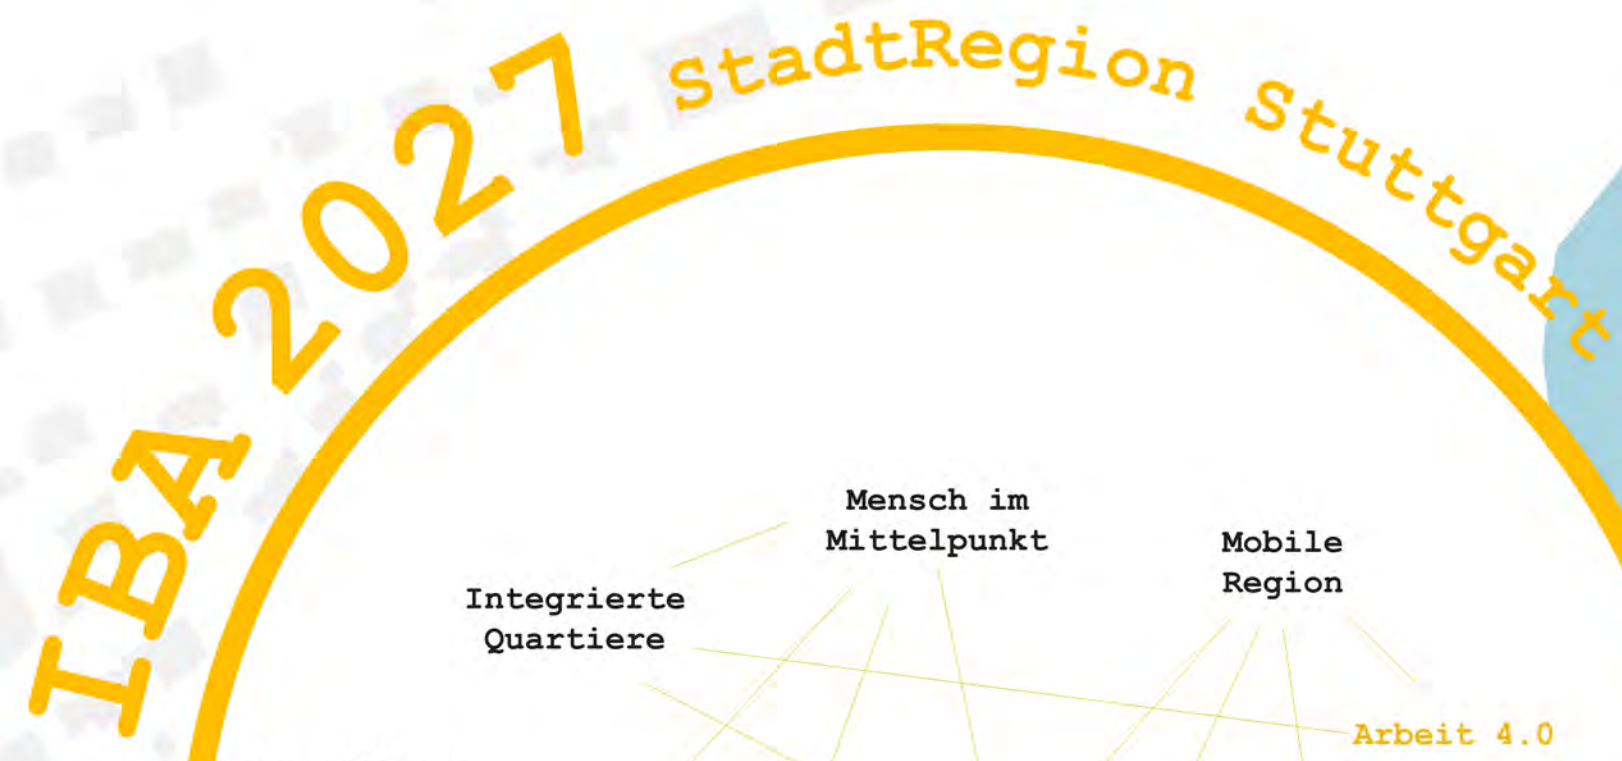 IBA 2027 StadtRegion Stuttgart
Mensch im
Mittelpunkt
Mobile
Region
Integrierte
Quartiere
Arbeit 4.0